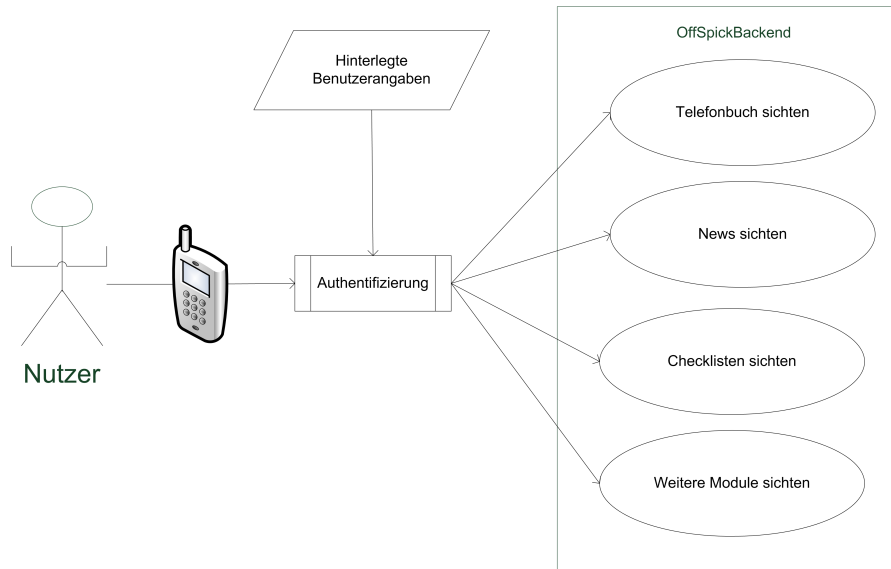 OffSpickBackend
Hinterlegte
Benutzerangaben
Telefonbuch sichten
News sichten
Authentifizierung
Checklisten sichten
Nutzer
Weitere Module sichten